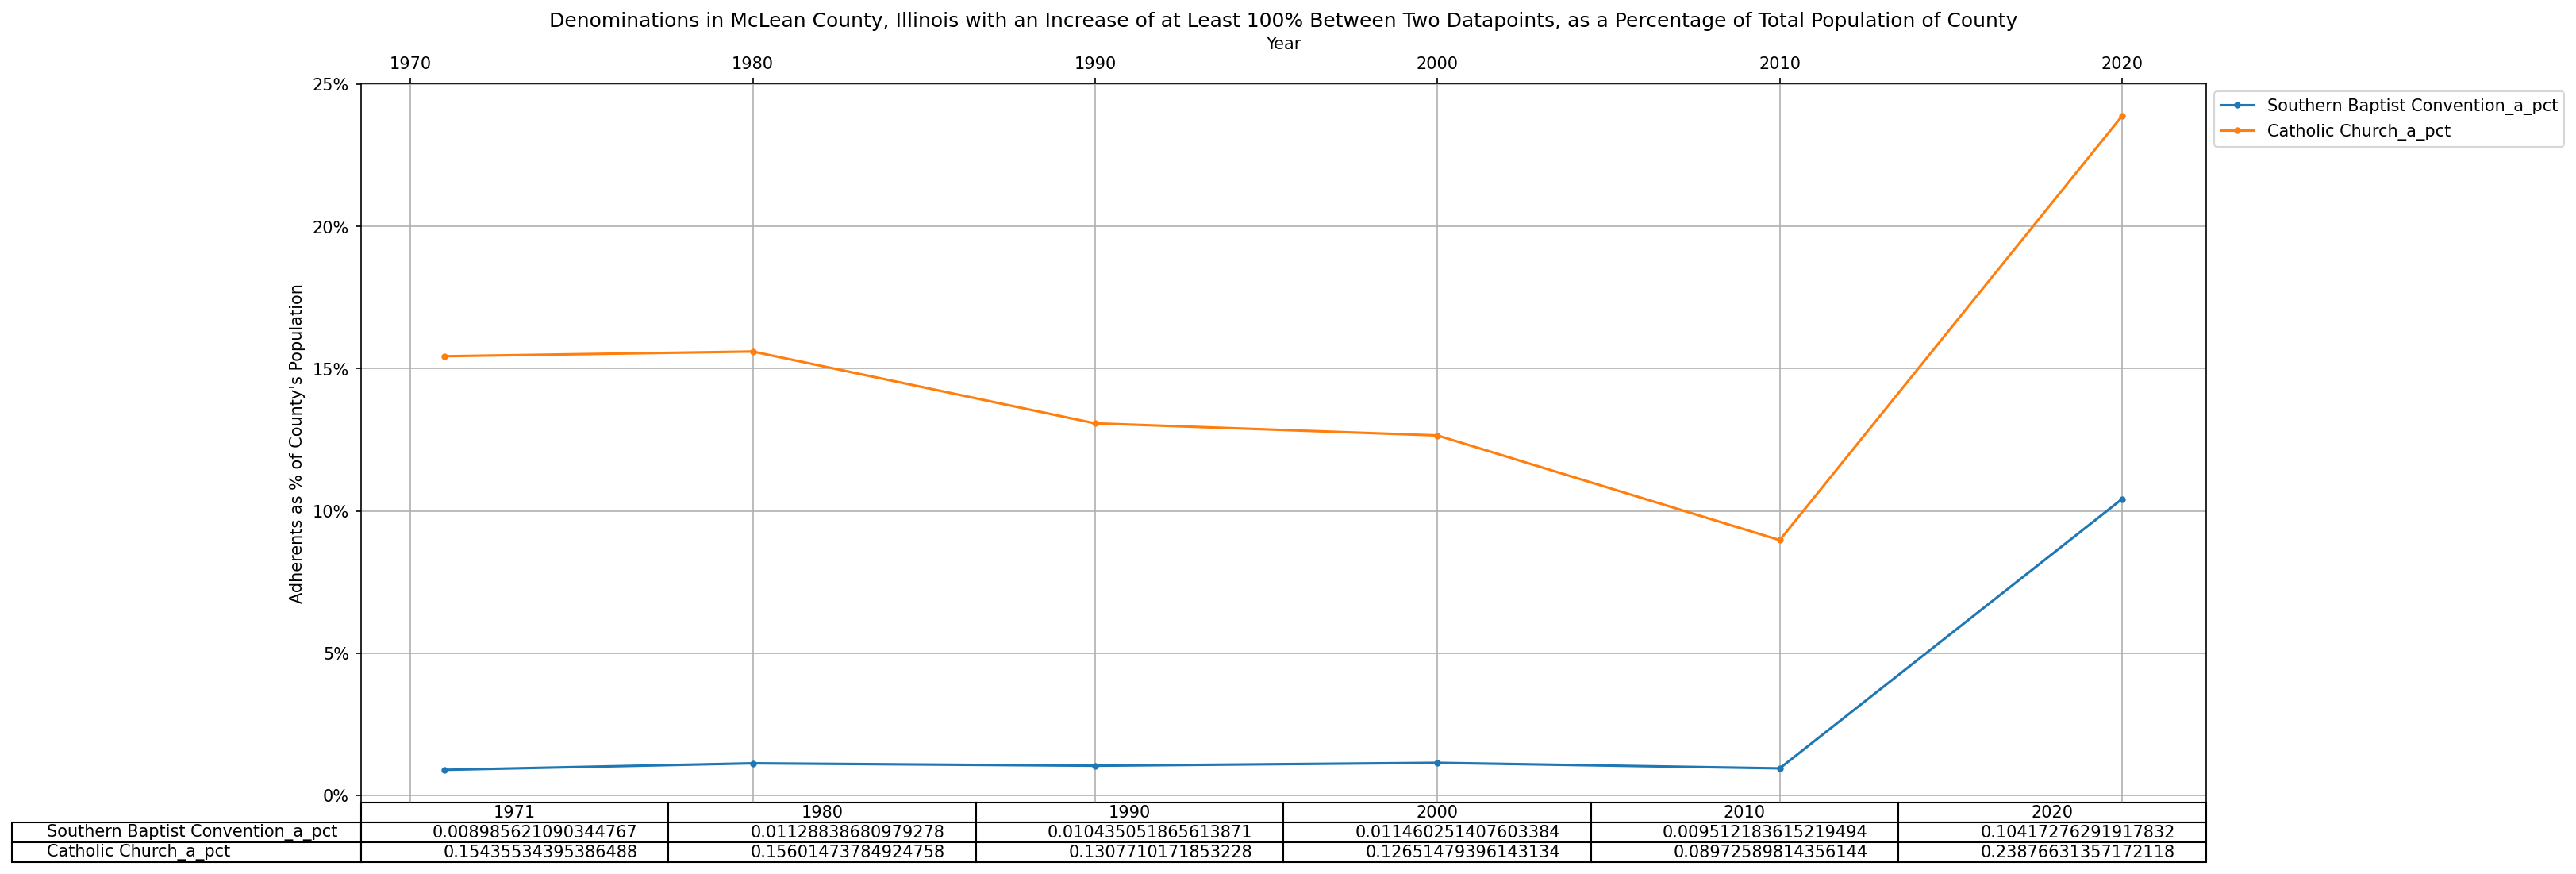 Denominations in McLean County, Illinois with an Increase of at Least 100% Between Two Datapoints, as a Percentage of Total Population of County
Year
1970 1980 1990 2000 2010 2020
25%
20%
15%
10%
5%
0%
Adherents as % of County's Population
Southern Baptist Convention_a_pct
Catholic Church_a_pct
1971 1980 1990 2000 2010 2020
Southern Baptist Convention_a_pct 0.008985621090344767 0.01128838680979278 0.010435051865613871 0.011460251407603384 0.009512183615219494 0.10417276291917832
Catholic Church_a_pct 0.15435534395386488 0.15601473784924758 0.1307710171853228 0.12651479396143134 0.08972589814356144 0.23876631357172118